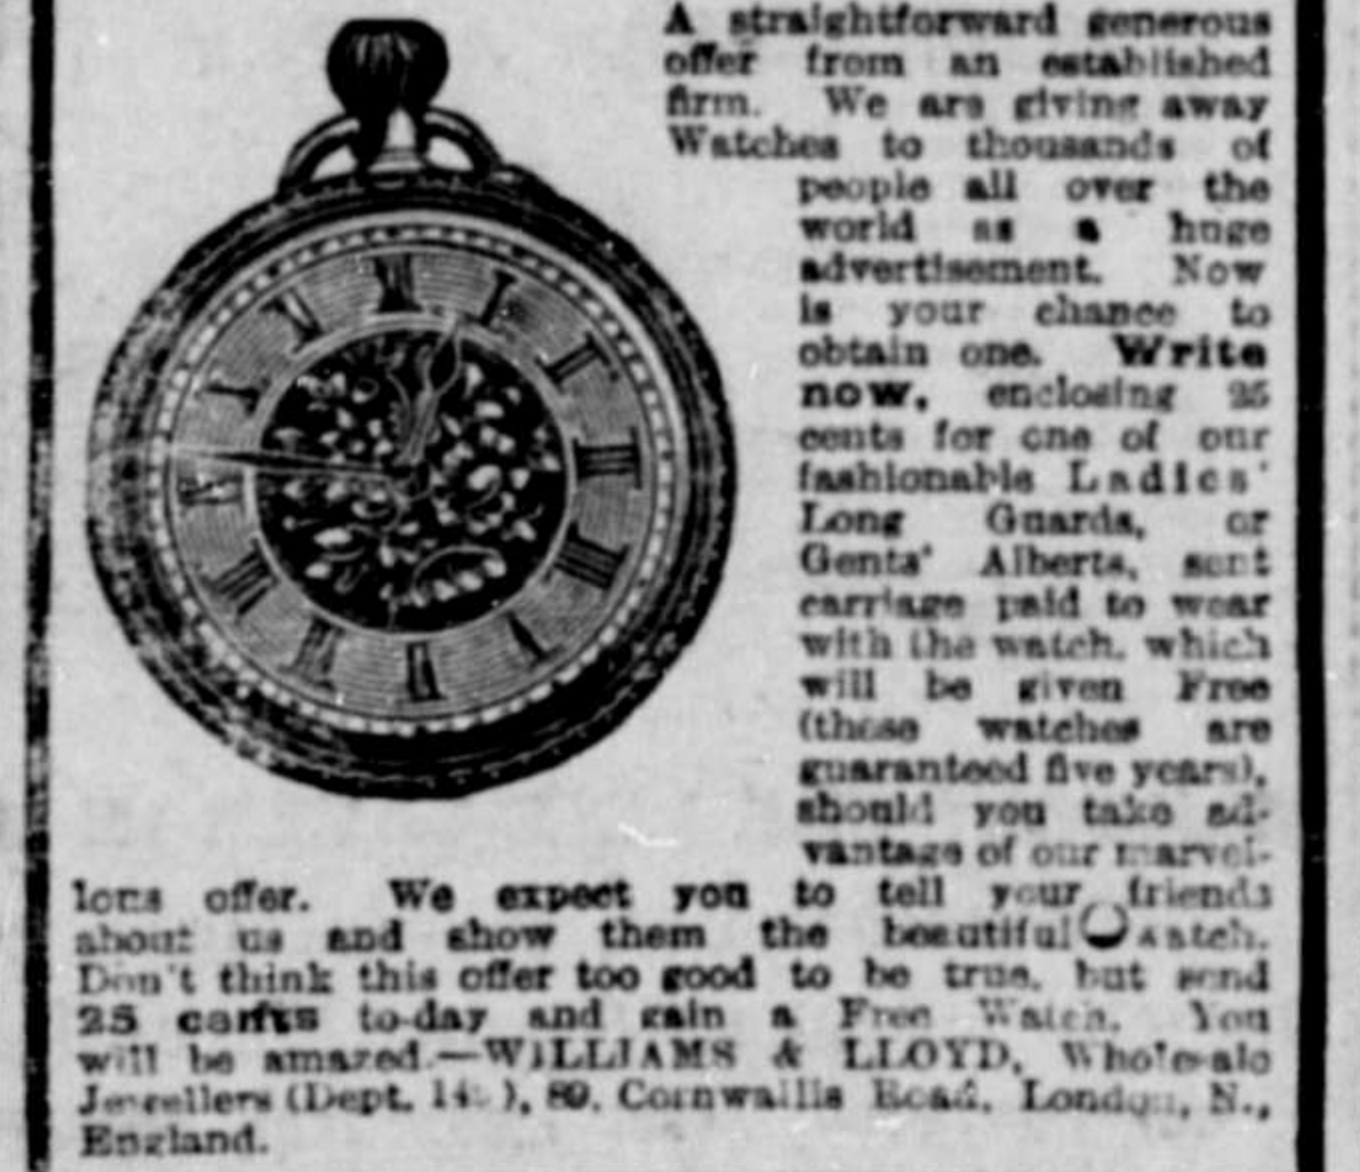 A straightforward generous
offer from an established
firm. We are giving away
Watches to thousands of
people all over the
world as a huge
advertisement. Now
is your chance to
obtain one. Write
now, enclosing 25
cents for one of our
fashionable Ladies'
Long Guards, or
Gents' Alberts, sent
carriage paid to wear
with the watch, which
will be given Free
(these watches are
guaranteed five years),
should you take ad-
vantage of our marvel-
lous offer. We expect you to tell your friends
about us and show them the beautiful watch.
Don't think this offer too good to be true, but send
25 cents to-day and gain a Free Watch. You
will be amazed.—WILLIAMS & LLOYD, Wholesale
Jewellers (Dept. ), 89, Cornwallis Road, London, N.,
England.